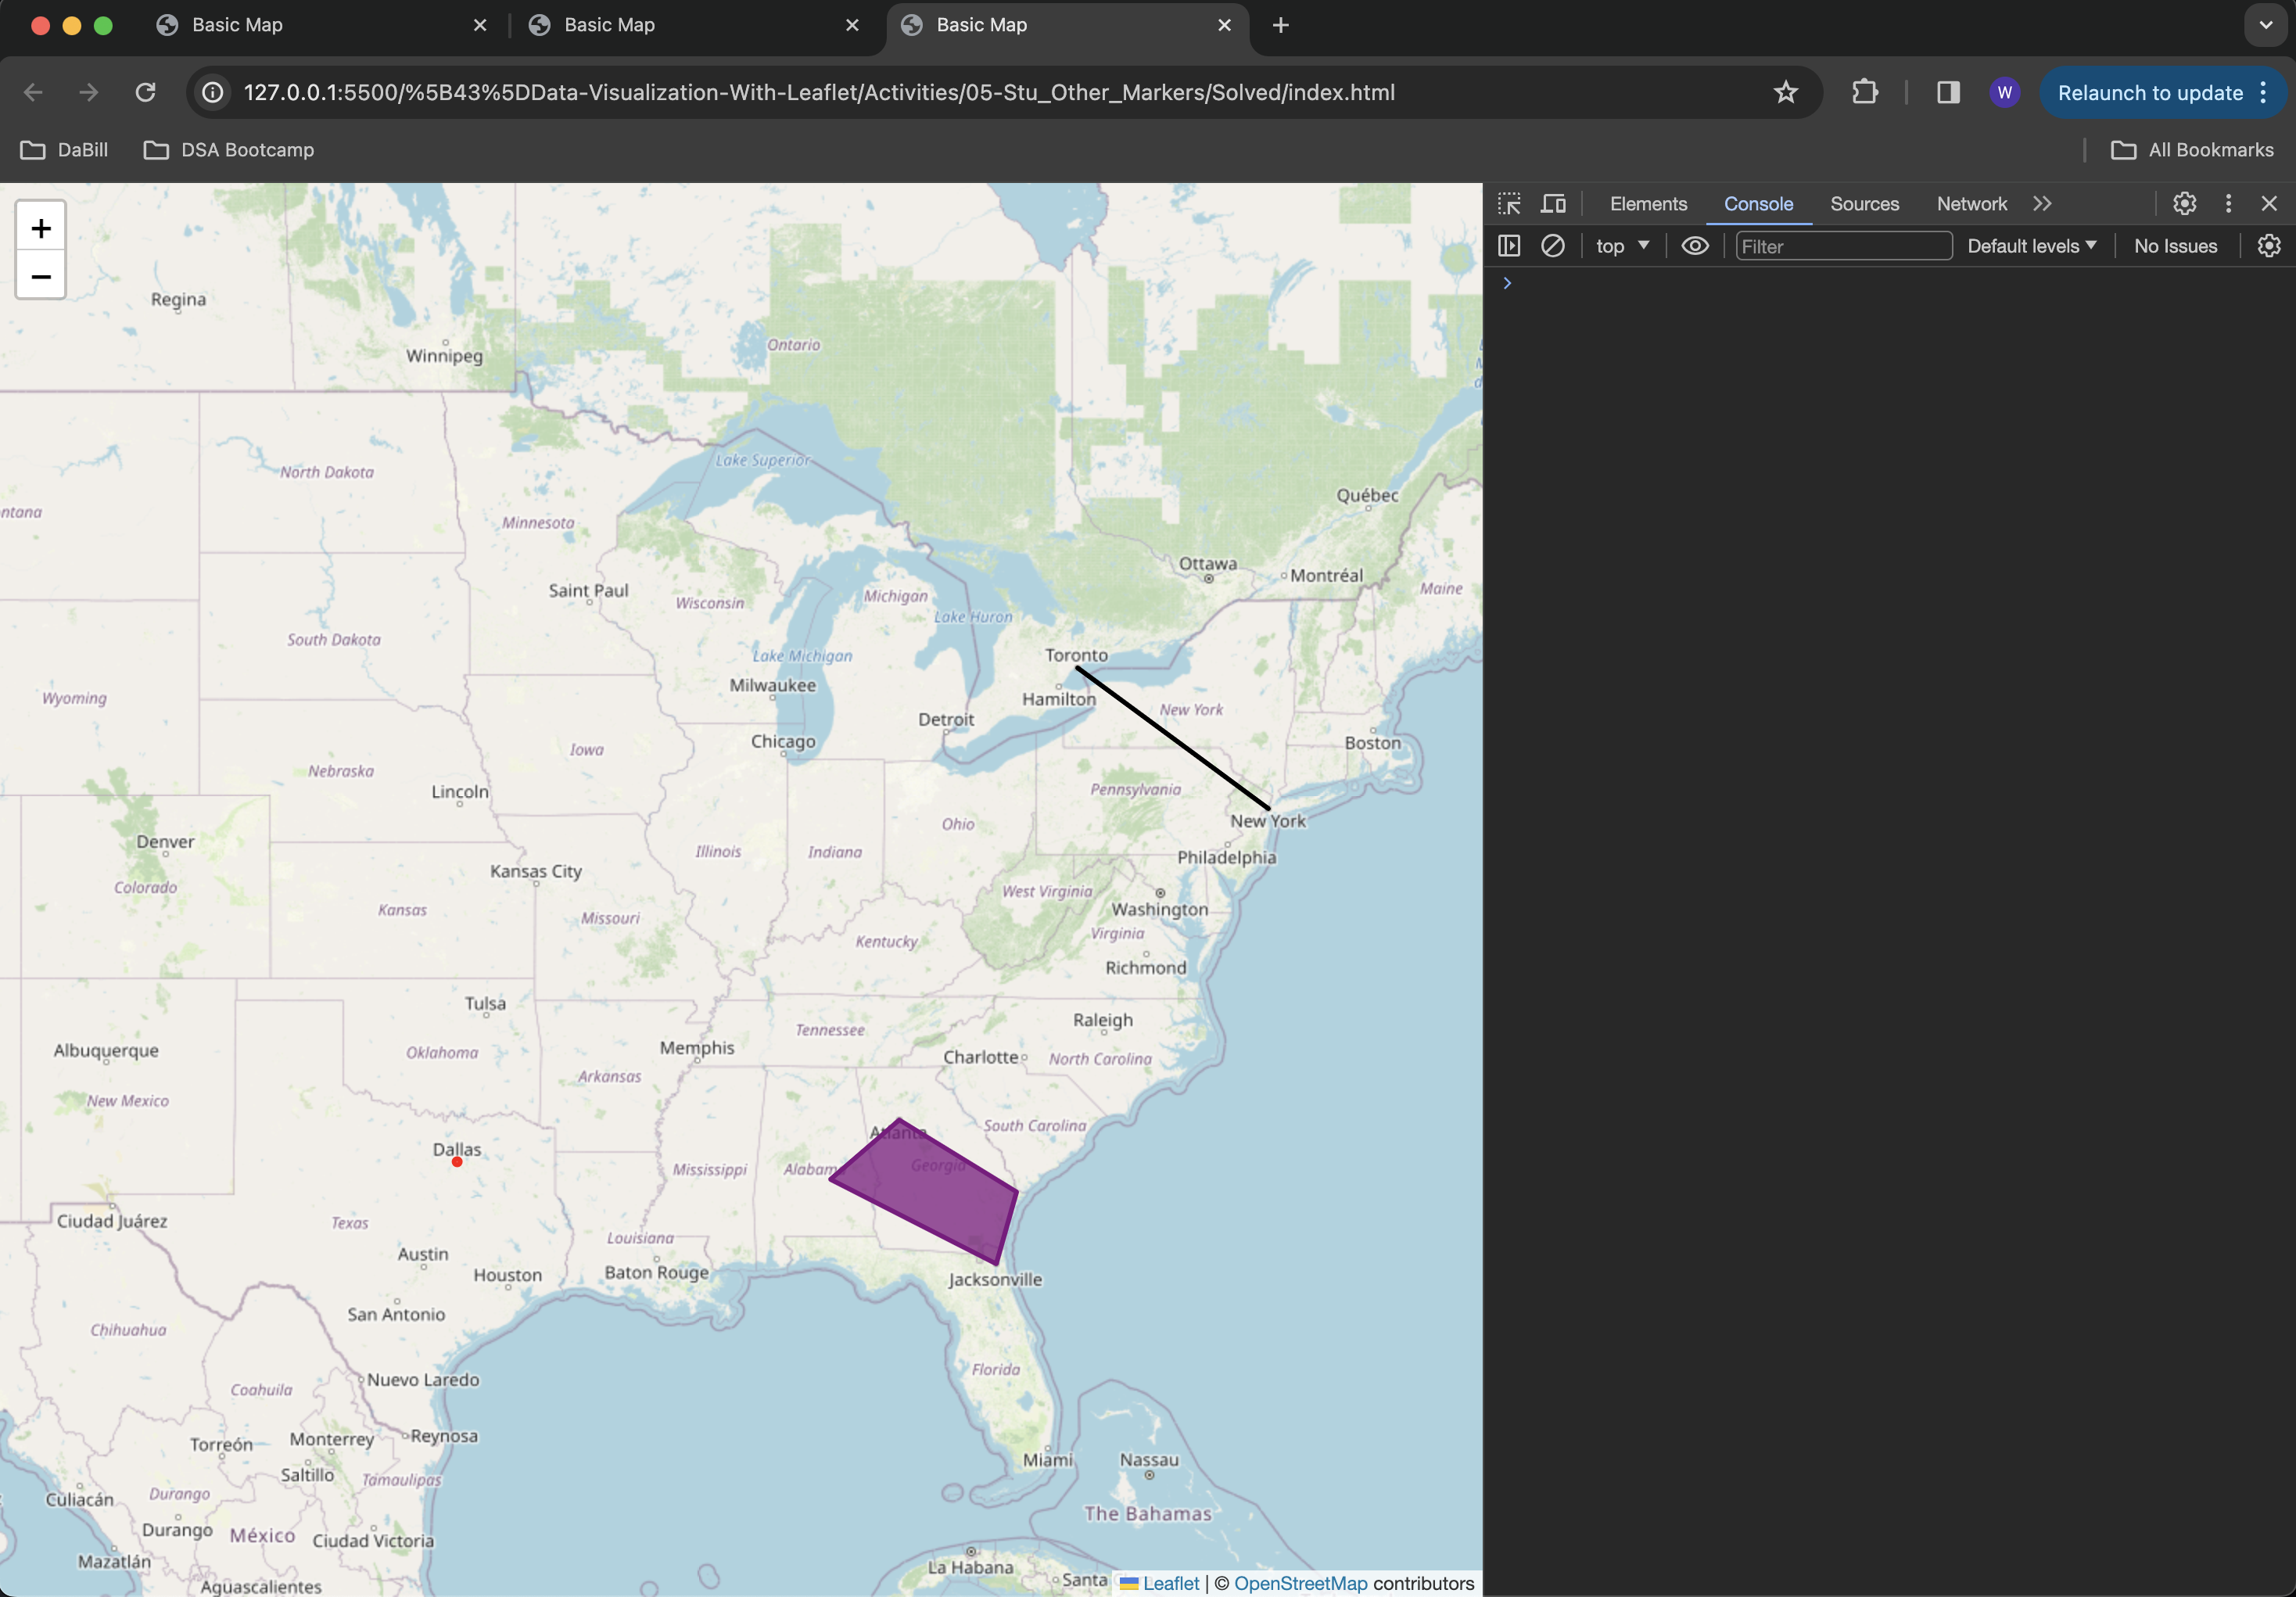 Basic Map
Basic Map
Basic Map
127.0.0.1:5500/%5B43%5DData-Visualization-With-Leaflet/Activities/05-Stu_Other_Markers/Solved/index.html
W
Relaunch to update
DaBill
DSA Bootcamp
All Bookmarks
Elements
Console
Sources
Network
top
Filter
Default levels
No Issues
+
−
Regina
Winnipeg
Ontario
Lake Superior
North Dakota
Québec
ntana
Minnesota
Ottawa
Montréal
Saint Paul
Wisconsin
Michigan
Maine
Lake Huron
South Dakota
Lake Michigan
Toronto
Milwaukee
Wyoming
Hamilton
New York
Detroit
Chicago
Boston
Iowa
Nebraska
Pennsylvania
Lincoln
Ohio
New York
Denver
Illinois
Indiana
Philadelphia
Kansas City
Colorado
West Virginia
Kansas
Missouri
Washington
Virginia
Kentucky
Richmond
Tulsa
Raleigh
Tennessee
Albuquerque
Oklahoma
Memphis
Charlotte
North Carolina
Arkansas
New Mexico
South Carolina
Atlanta
Dallas
Mississippi
Alabam
Georgia
Ciudad Juárez
Texas
Louisiana
Austin
Houston
Baton Rouge
Jacksonville
San Antonio
Chihuahua
Florida
Nuevo Laredo
Coahuila
Reynosa
Torreón
Monterrey
Miami
Nassau
Saltillo
Tamaulipas
Culiacán
Durango
The Bahamas
Durango
México
Ciudad Victoria
Mazatlán
La Habana
Santa
Aguascalientes
Leaflet | © OpenStreetMap contributors